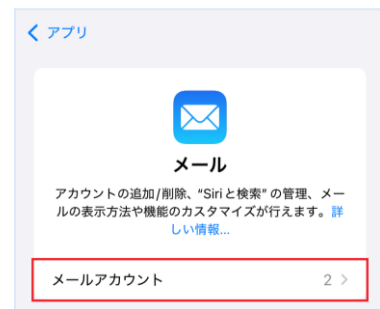 アプリ
メール
アカウントの追加/削除、“Siriと検索” の管理、メー
ルの表示方法や機能のカスタマイズが行えます。詳
しい情報...
メールアカウント 2